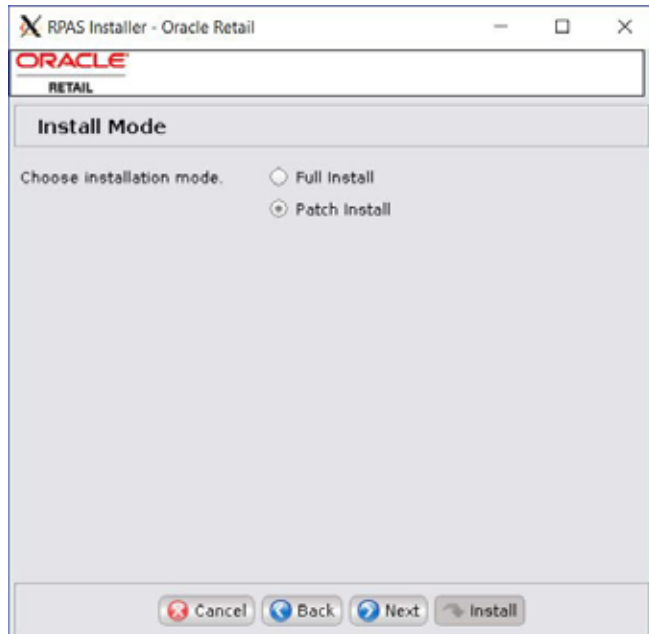 RPAS Installer - Oracle Retail
ORACLE
RETAIL
Install Mode
Choose installation mode.
Full Install
Patch Install
Cancel Back Next Install